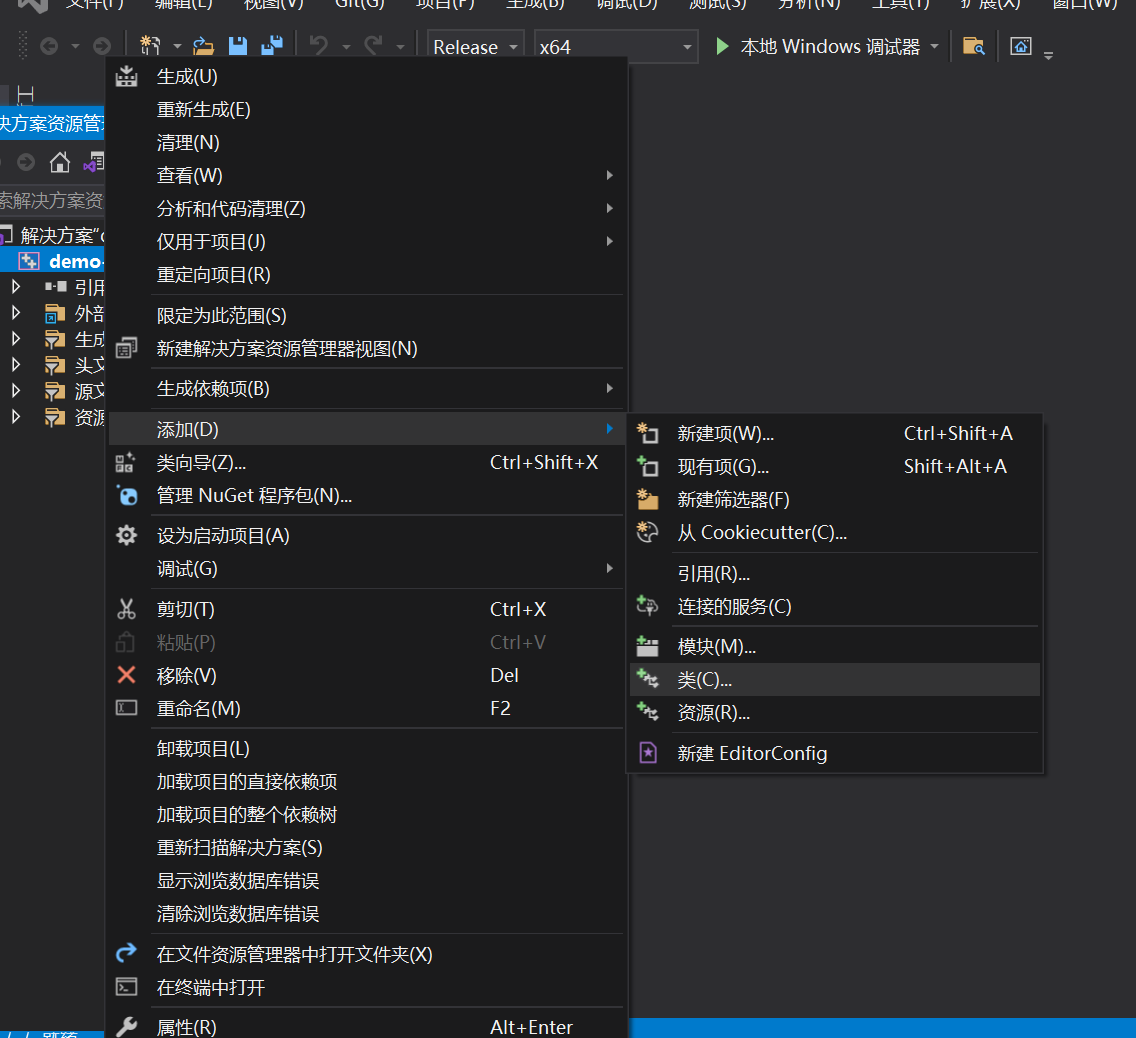 文件(F) 编辑(E) 视图(V) Git(G) 项目(P) 生成(B) 调试(D) 测试(S) 分析(N) 工具(T) 扩展(X) 窗口(W)
Release x64 本地 Windows 调试器
决方案资源管
索解决方案资
解决方案"
demo-
引用
外部
生成
头文
源文
资源
生成(U)
重新生成(E)
清理(N)
查看(W)
分析和代码清理(Z)
仅用于项目(J)
重定向项目(R)
限定为此范围(S)
新建解决方案资源管理器视图(N)
生成依赖项(B)
添加(D)
类向导(Z)... Ctrl+Shift+X
管理 NuGet 程序包(N)...
设为启动项目(A)
调试(G)
剪切(T) Ctrl+X
粘贴(P) Ctrl+V
移除(V) Del
重命名(M) F2
卸载项目(L)
加载项目的直接依赖项
加载项目的整个依赖树
重新扫描解决方案(S)
显示浏览数据库错误
清除浏览数据库错误
在文件资源管理器中打开文件夹(X)
在终端中打开
属性(R) Alt+Enter
新建项(W)... Ctrl+Shift+A
现有项(G)... Shift+Alt+A
新建筛选器(F)
从 Cookiecutter(C)...
引用(R)...
连接的服务(C)
模块(M)...
类(C)...
资源(R)...
新建 EditorConfig
就绪